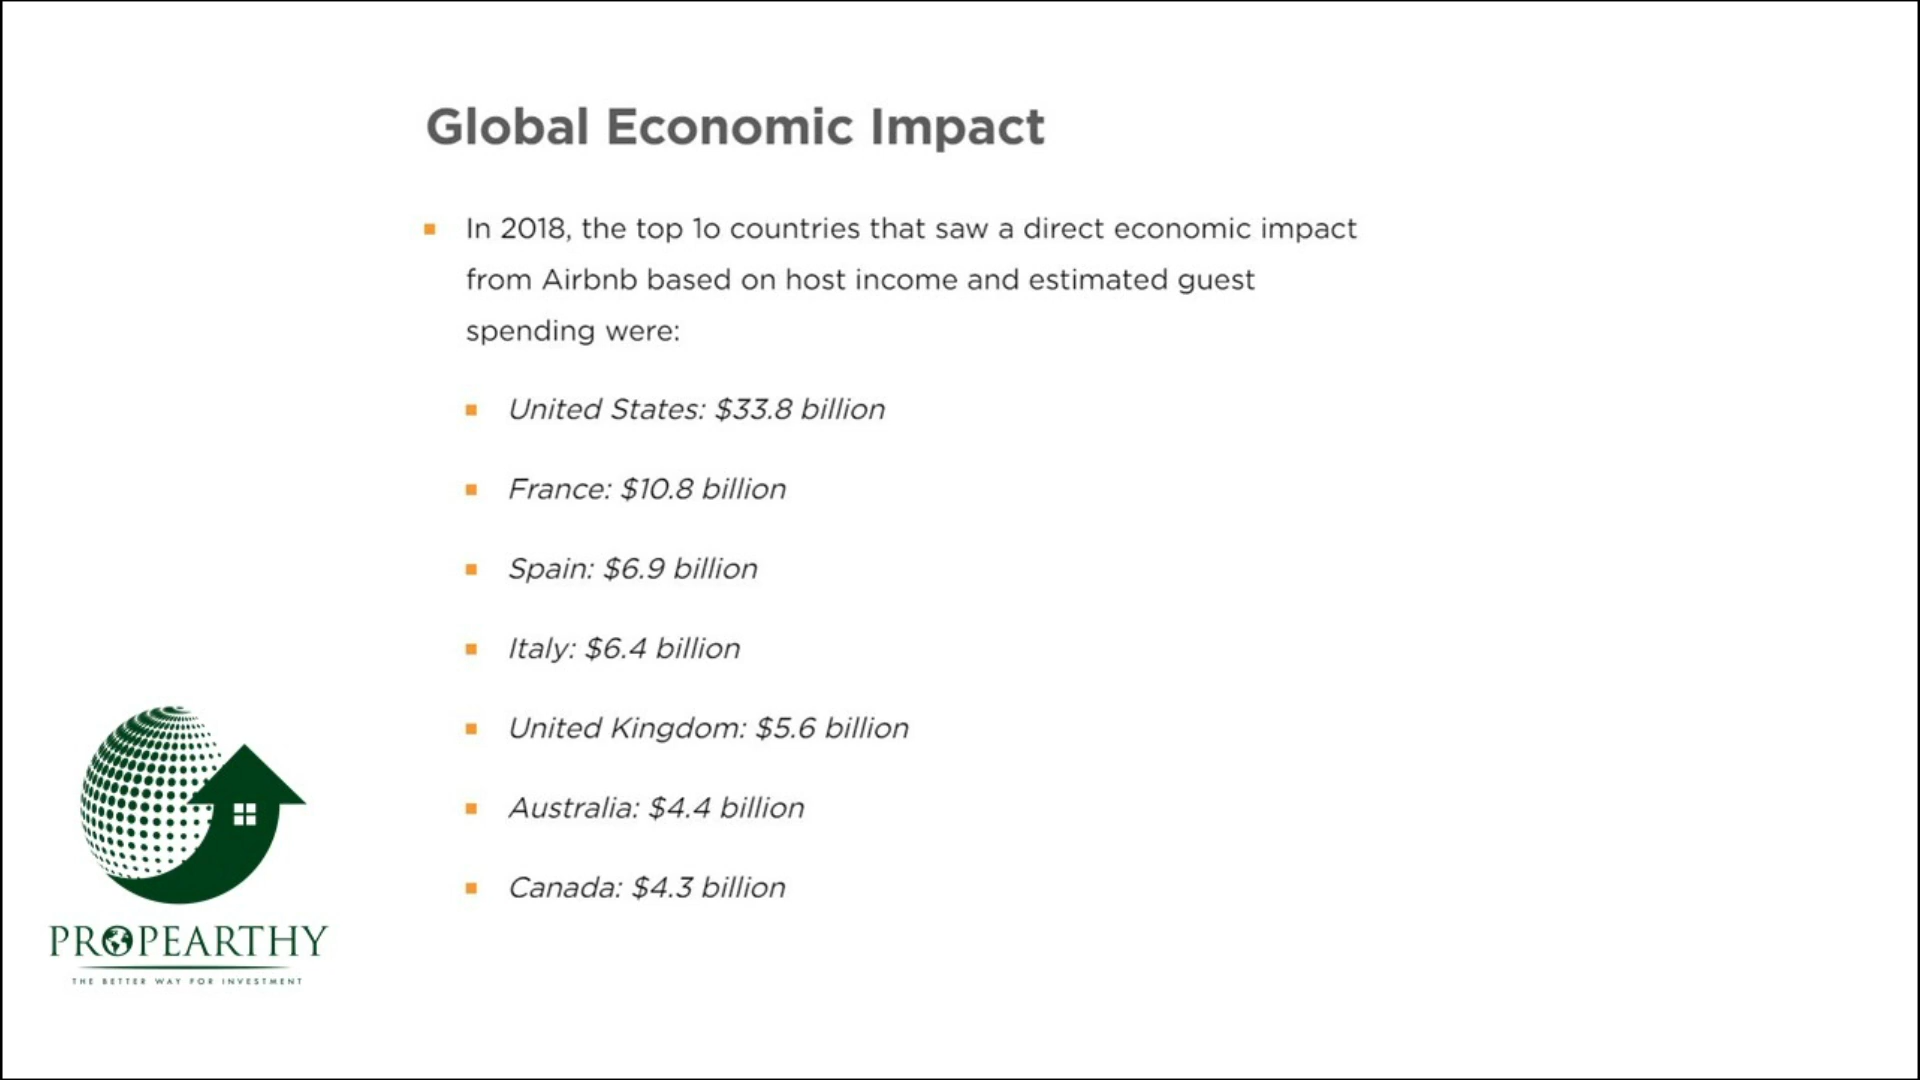 Global Economic Impact
In 2018, the top 1o countries that saw a direct economic impact
from Airbnb based on host income and estimated guest
spending were:
United States: $33.8 billion
France: $10.8 billion
Spain: $6.9 billion
Italy: $6.4 billion
United Kingdom: $5.6 billion
Australia: $4.4 billion
Canada: $4.3 billion
PROPEARTHY
THE BETTER WAY FOR INVESTMENT